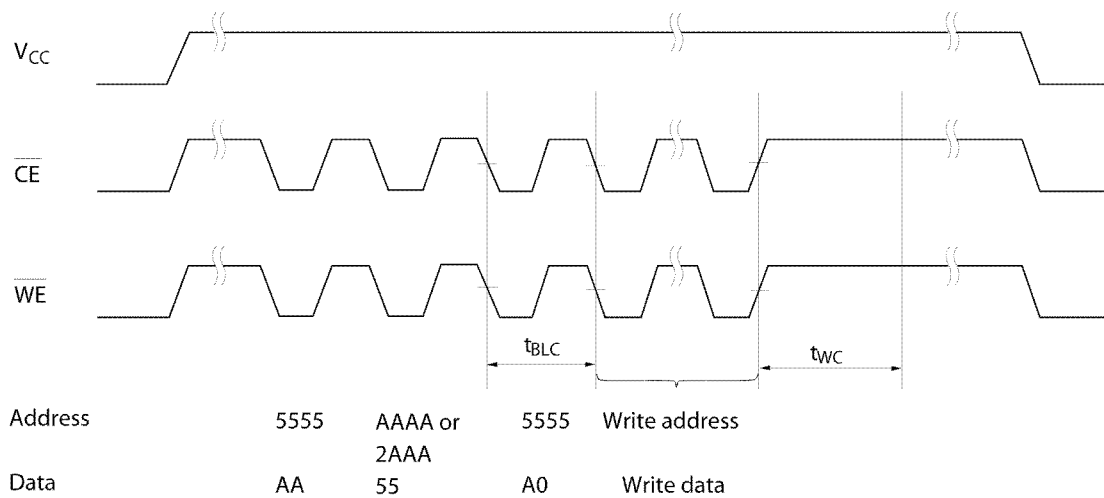 VCC
CE
WE
tBLC
tWC
Address 5555 AAAA or 5555 Write address
2AAA
Data AA 55 A0 Write data